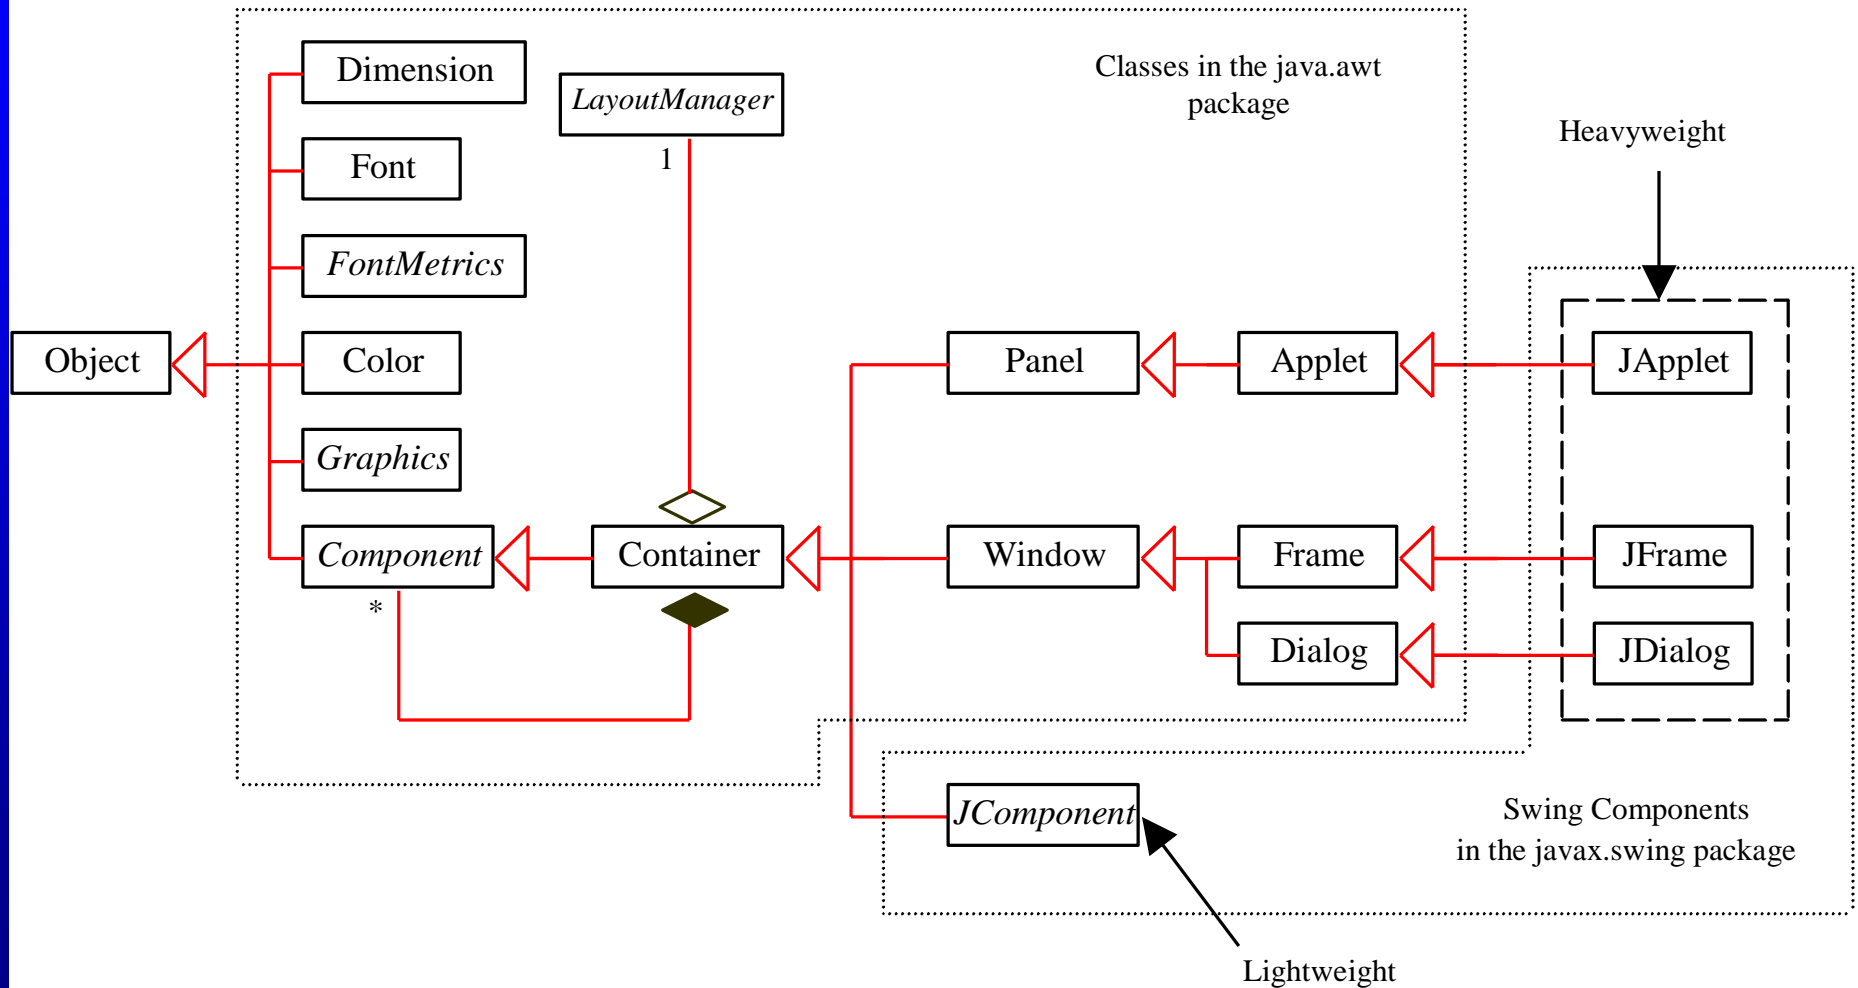 Dimension
LayoutManager
Classes in the java.awt
package
Heavyweight
1
Font
FontMetrics
Object
Color
Panel
Applet
JApplet
Graphics
Component
Container
Window
Frame
JFrame
*
Dialog
JDialog
JComponent
Swing Components
in the javax.swing package
Lightweight